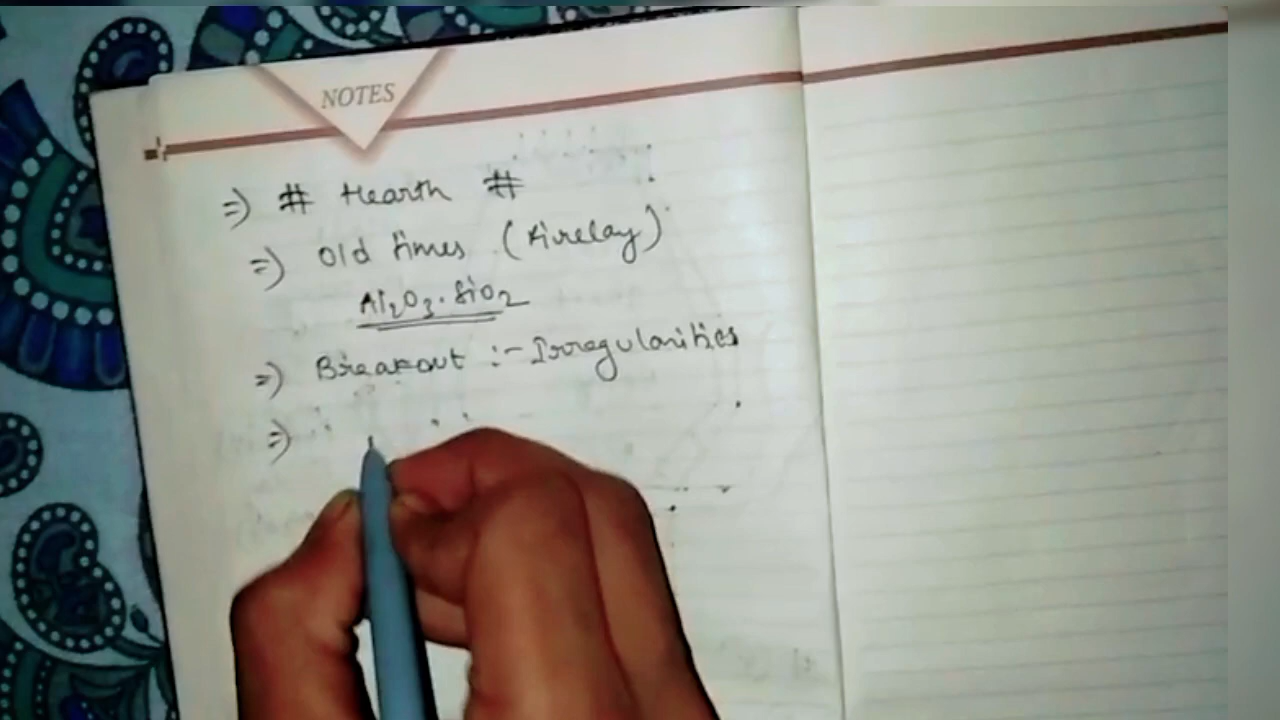 NOTES
=) # Hearth #
=) Old times (Fireclay)
Al2O3.SiO2
=) Breakout :- Irregularities
=)